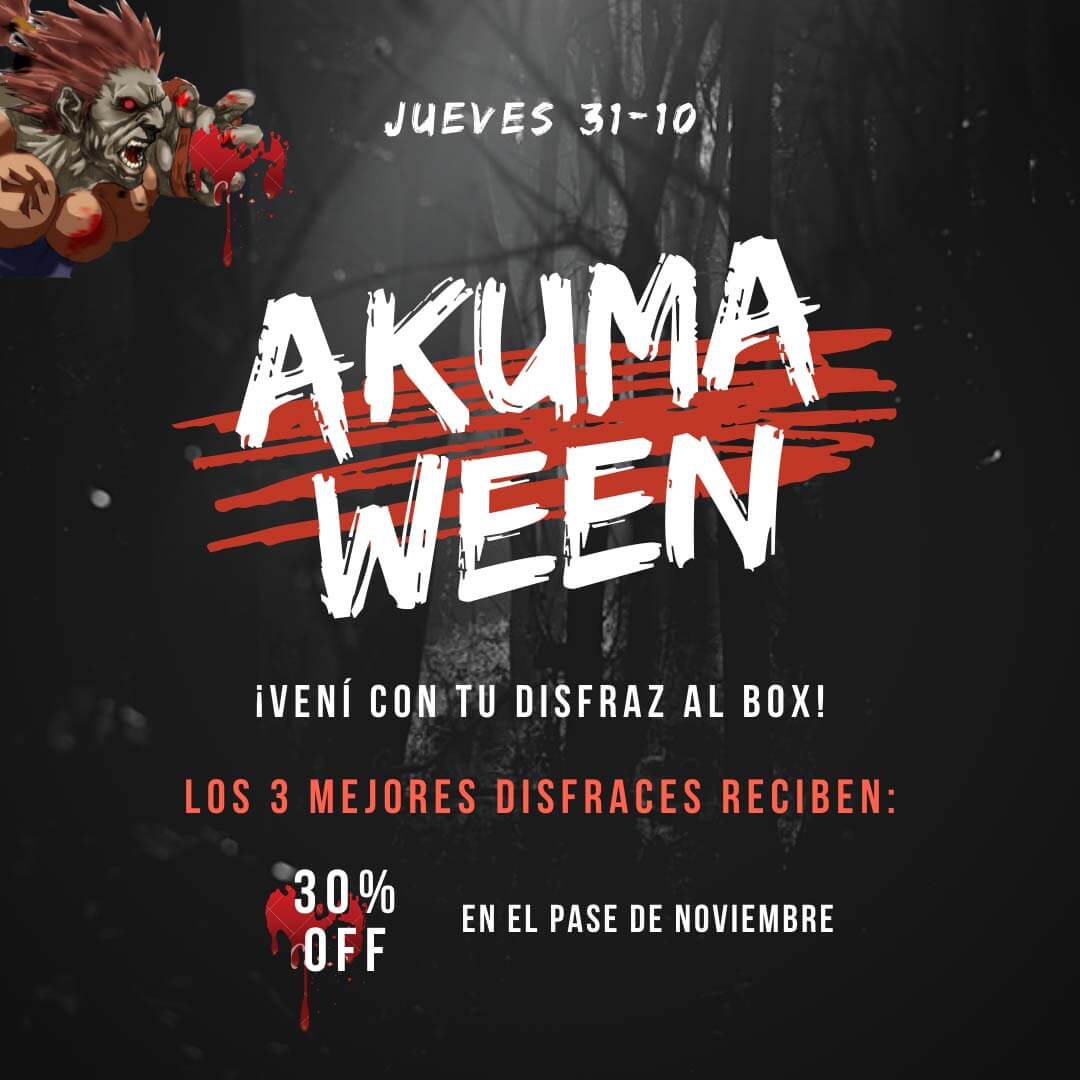 JUEVES 31-10
AKUMA
WEEN
¡VENÍ CON TU DISFRAZ AL BOX!
LOS 3 MEJORES DISFRACES RECIBEN:
30%
OFF
EN EL PASE DE NOVIEMBRE